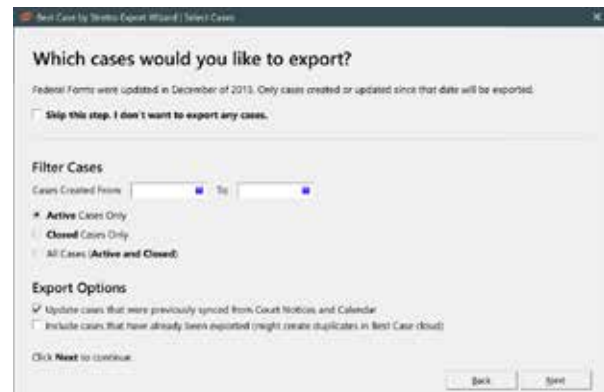 Best Case by Stretto Export Wizard | Select Cases
Which cases would you like to export?
Federal Forms were updated in December of 2015. Only cases created or updated since that date will be exported.
Skip this step. I don't want to export any cases.
Filter Cases
Cases Created From: To
Active Cases Only
Closed Cases Only
All Cases (Active and Closed)
Export Options
Update cases that were previously synced from Court Notices and Calendar
Include cases that have already been exported (might create duplicates in Best Case cloud)
Click Next to continue.
Back Next